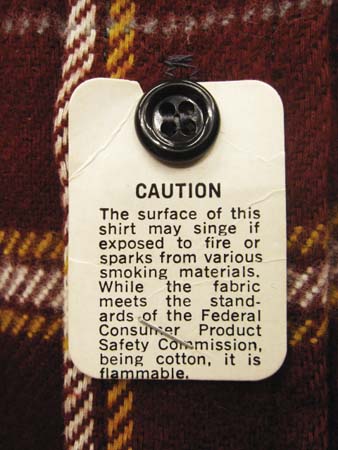 CAUTION
The surface of this
shirt may singe if
exposed to fire or
sparks from various
smoking materials.
While the fabric
meets the stand-
ards of the Federal
Consumer Product
Safety Commission,
being cotton, it is
flammable.